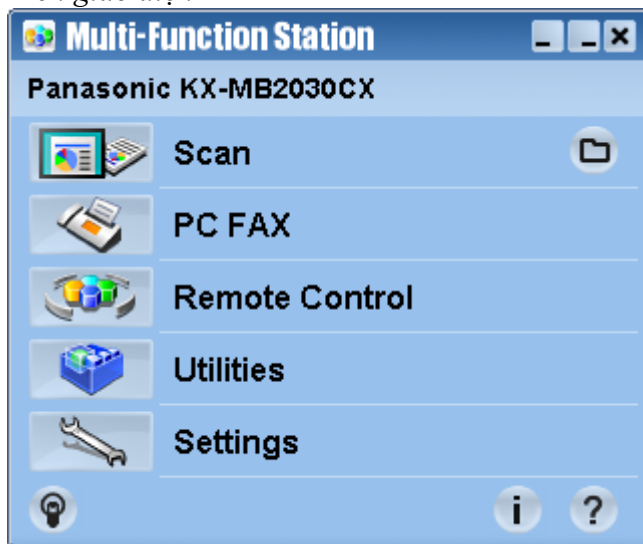 Multi-Function Station
Panasonic KX-MB2030CX
Scan
PC FAX
Remote Control
Utilities
Settings
i ?